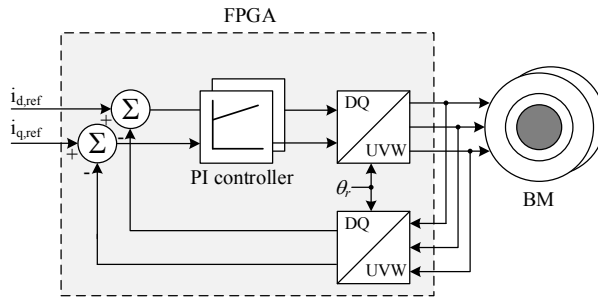 FPGA
i_d,ref
+
Σ
-
i_q,ref
+
Σ
-
PI controller
DQ
UVW
θ_r
DQ
UVW
BM